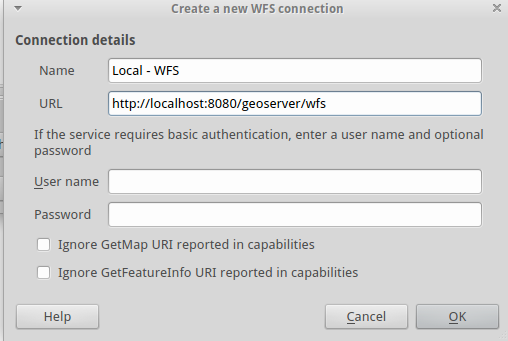 Create a new WFS connection
Connection details
Name Local - WFS
URL http://localhost:8080/geoserver/wfs
If the service requires basic authentication, enter a user name and optional
password
User name
Password
Ignore GetMap URI reported in capabilities
Ignore GetFeatureInfo URI reported in capabilities
Help Cancel OK